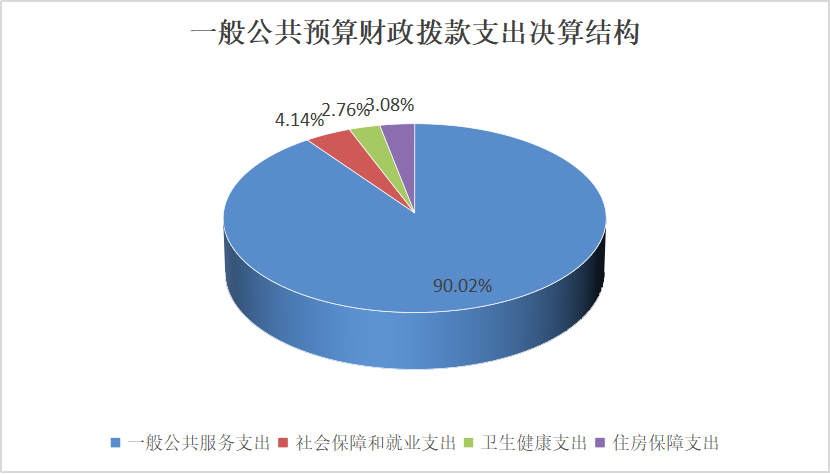 一般公共预算财政拨款支出决算结构
4.14%
2.76%
3.08%
90.02%
一般公共服务支出 社会保障和就业支出 卫生健康支出 住房保障支出